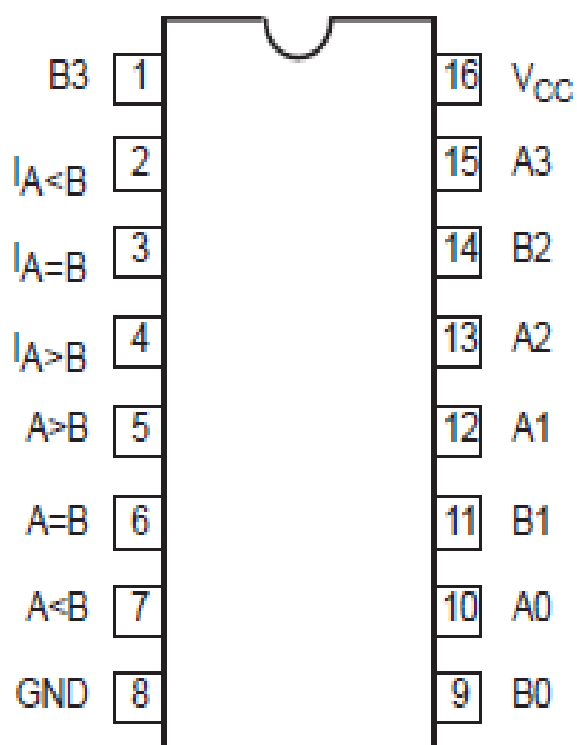 B3 1 16 VCC
IA<B 2 15 A3
IA=B 3 14 B2
IA>B 4 13 A2
A>B 5 12 A1
A=B 6 11 B1
A<B 7 10 A0
GND 8 9 B0